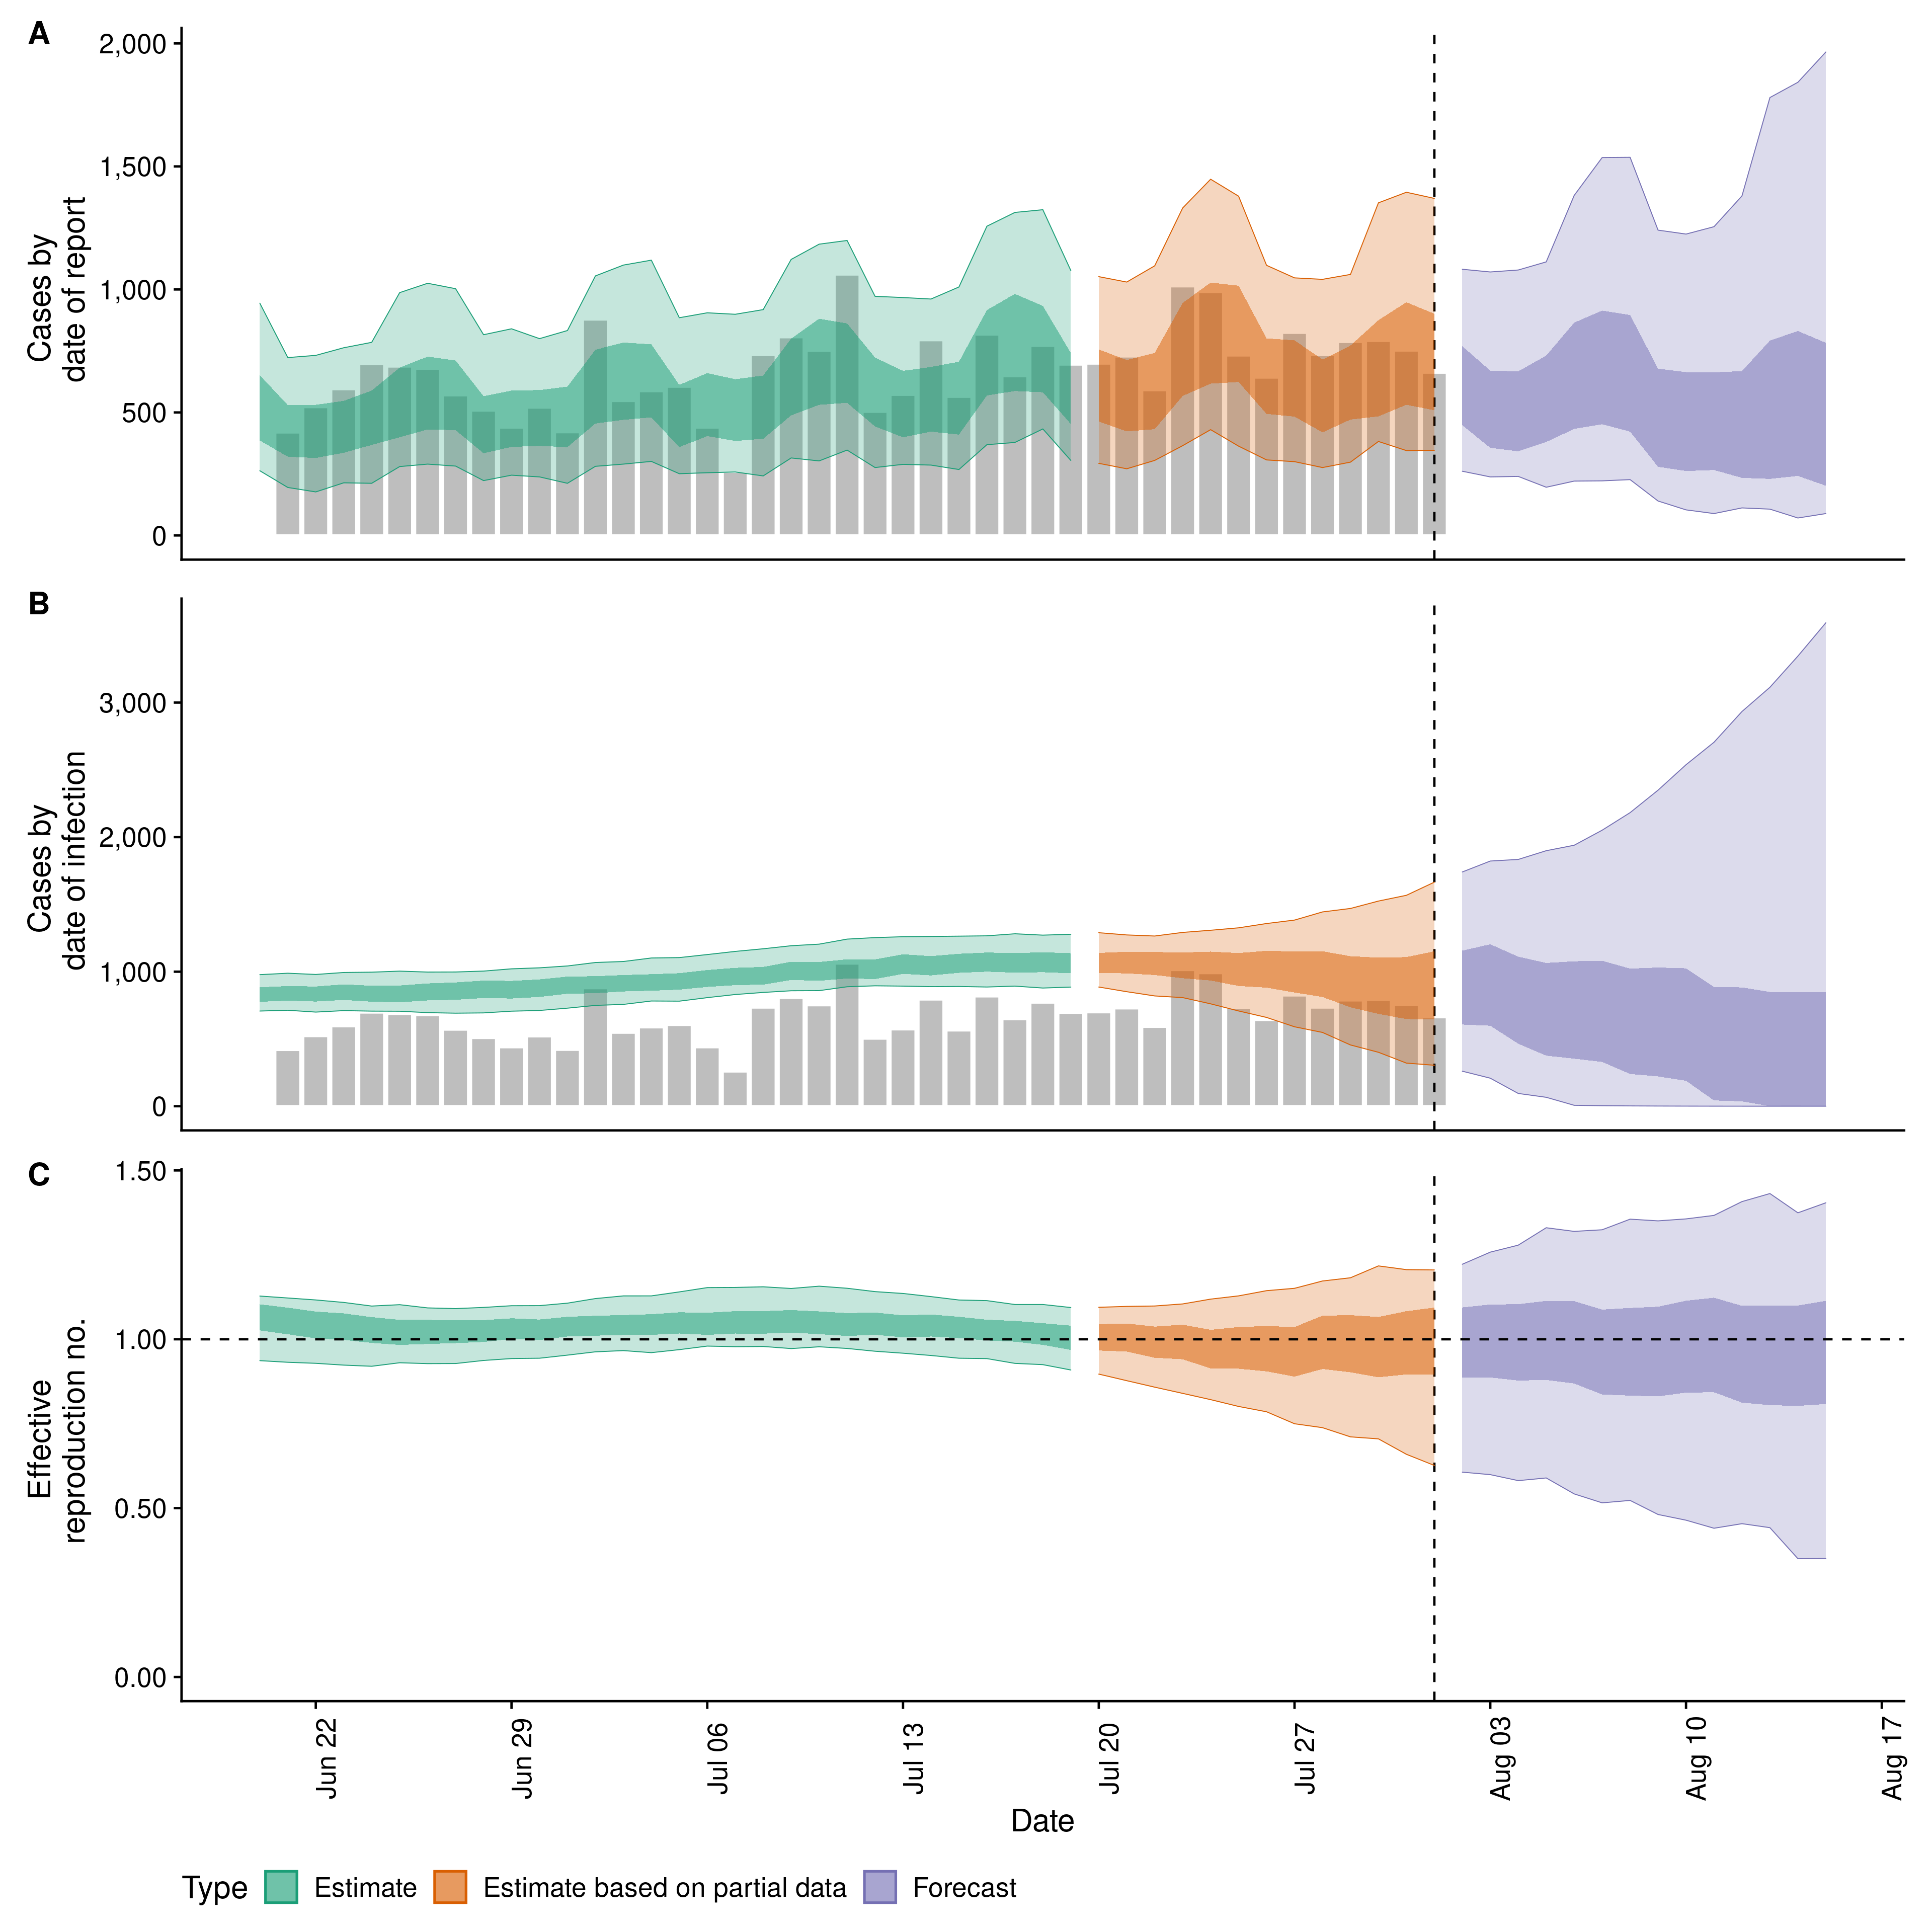 A
2,000
1,500
1,000
500
0
Cases by
date of report
B
3,000
2,000
1,000
0
Cases by
date of infection
C
1.50
1.00
0.50
0.00
Effective
reproduction no.
Jun 22
Jun 29
Jul 06
Jul 13
Jul 20
Jul 27
Aug 03
Aug 10
Aug 17
Date
Type Estimate Estimate based on partial data Forecast